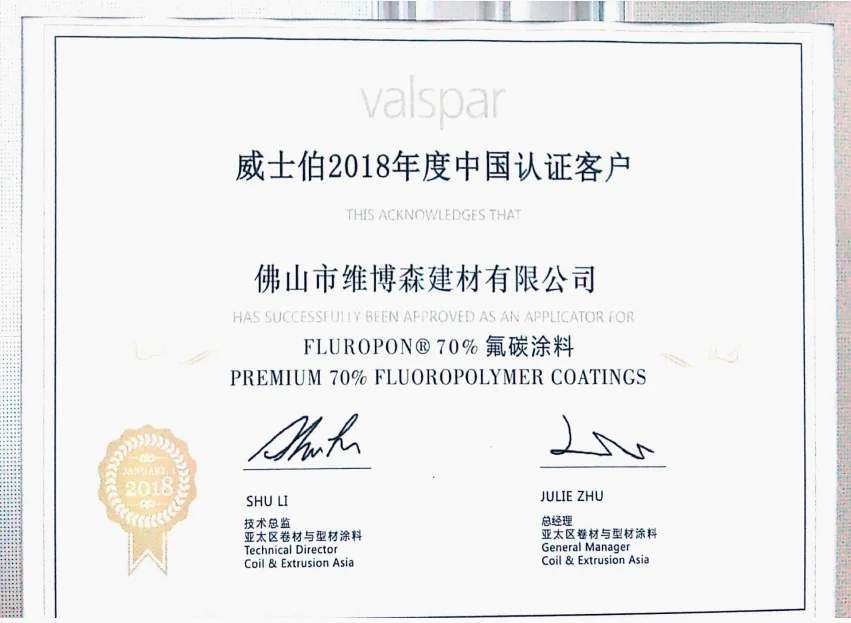 valspar
威士伯2018年度中国认证客户
THIS ACKNOWLEDGES THAT
佛山市维博森建材有限公司
HAS SUCCESSFULLY BEEN APPROVED AS AN APPLICATOR FOR
FLUROPON® 70% 氟碳涂料
PREMIUM 70% FLUOROPOLYMER COATINGS
JANUARY,
2018
SHU LI
技术总监
亚太区卷材与型材涂料
Technical Director
Coil & Extrusion Asia
JULIE ZHU
总经理
亚太区卷材与型材涂料
General Manager
Coil & Extrusion Asia